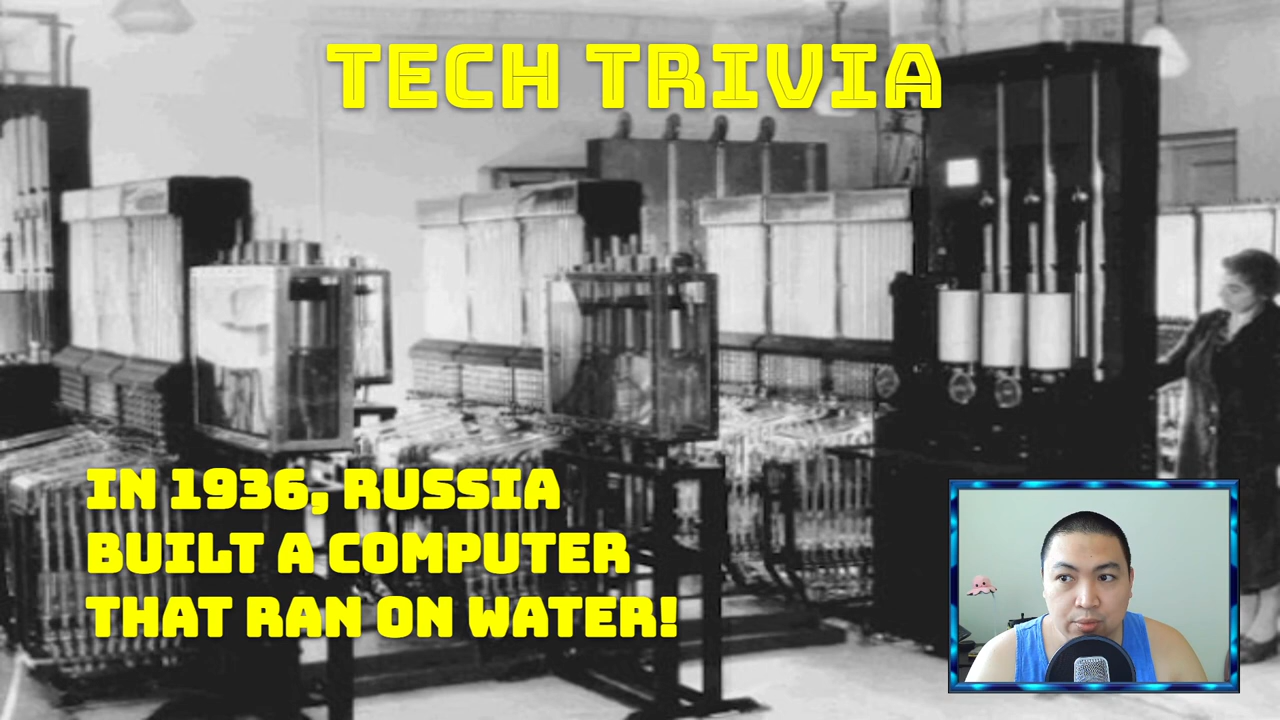 TECH TRIVIA
IN 1936, RUSSIA
BUILT A COMPUTER
THAT RAN ON WATER!